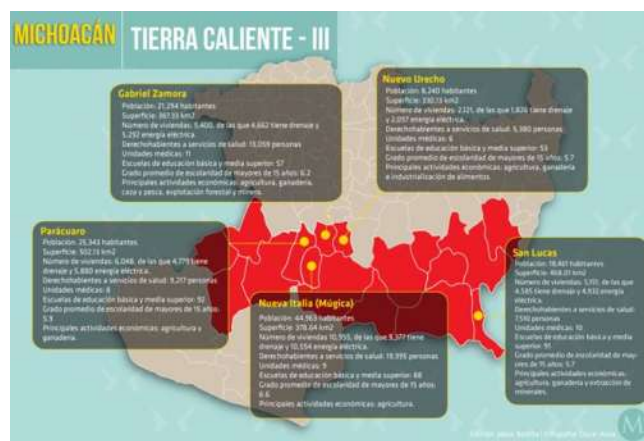 MICHOACÁN TIERRA CALIENTE - III
Gabriel Zamora
Población: 21,294 habitantes
Superficie: 367.33 km2
Número de viviendas: 5,400, de las que 4,662 tiene drenaje y
5,292 energía eléctrica.
Derechohabientes a servicios de salud: 13,059 personas
Unidades médicas: 11
Escuelas de educación básica y media superior: 57
Grado promedio de escolaridad de mayores de 15 años: 6.2
Principales actividades económicas: agricultura, ganadería,
caza y pesca, explotación forestal y minera.
Nuevo Urecho
Población: 8,240 habitantes
Superficie: 330.13 km2
Número de viviendas: 2,121, de las que 1,826 tiene drenaje
y 2,057 energía eléctrica.
Derechohabientes a servicios de salud: 5,380 personas
Unidades médicas: 6
Escuelas de educación básica y media superior: 53
Grado promedio de escolaridad de mayores de 15 años: 5.7
Principales actividades económicas: agricultura, ganadería
e industrialización de alimentos.
Parácuaro
Población: 25,343 habitantes
Superficie: 502.13 km2
Número de viviendas: 6,048, de las que 4,779 tiene
drenaje y 5,880 energía eléctrica.
Derechohabientes a servicios de salud: 9,217 personas
Unidades médicas: 8
Escuelas de educación básica y media superior: 92
Grado promedio de escolaridad de mayores de 15 años:
5.9
Principales actividades económicas: agricultura y
ganadería.
Nueva Italia (Múgica)
Población: 44,963 habitantes
Superficie: 378.04 km2
Número de viviendas 10,955, de las que 9,377 tiene
drenaje y 10,554 energía eléctrica.
Derechohabientes a servicios de salud: 19,995 personas
Unidades médicas: 9
Escuelas de educación básica y media superior: 88
Grado promedio de escolaridad de mayores de 15 años:
6.6
Principales actividades económicas: agricultura.
San Lucas
Población: 18,461 habitantes
Superficie: 468.01 km2
Número de viviendas: 5,151, de las que
4,585 tiene drenaje y 4,932 energía
eléctrica.
Derechohabientes a servicios de salud:
7,510 personas
Unidades médicas: 10
Escuelas de educación básica y media
superior: 91
Grado promedio de escolaridad de may-
ores de 15 años: 5.7
Principales actividades económicas:
agricultura, ganadería y extracción de
minerales.
M